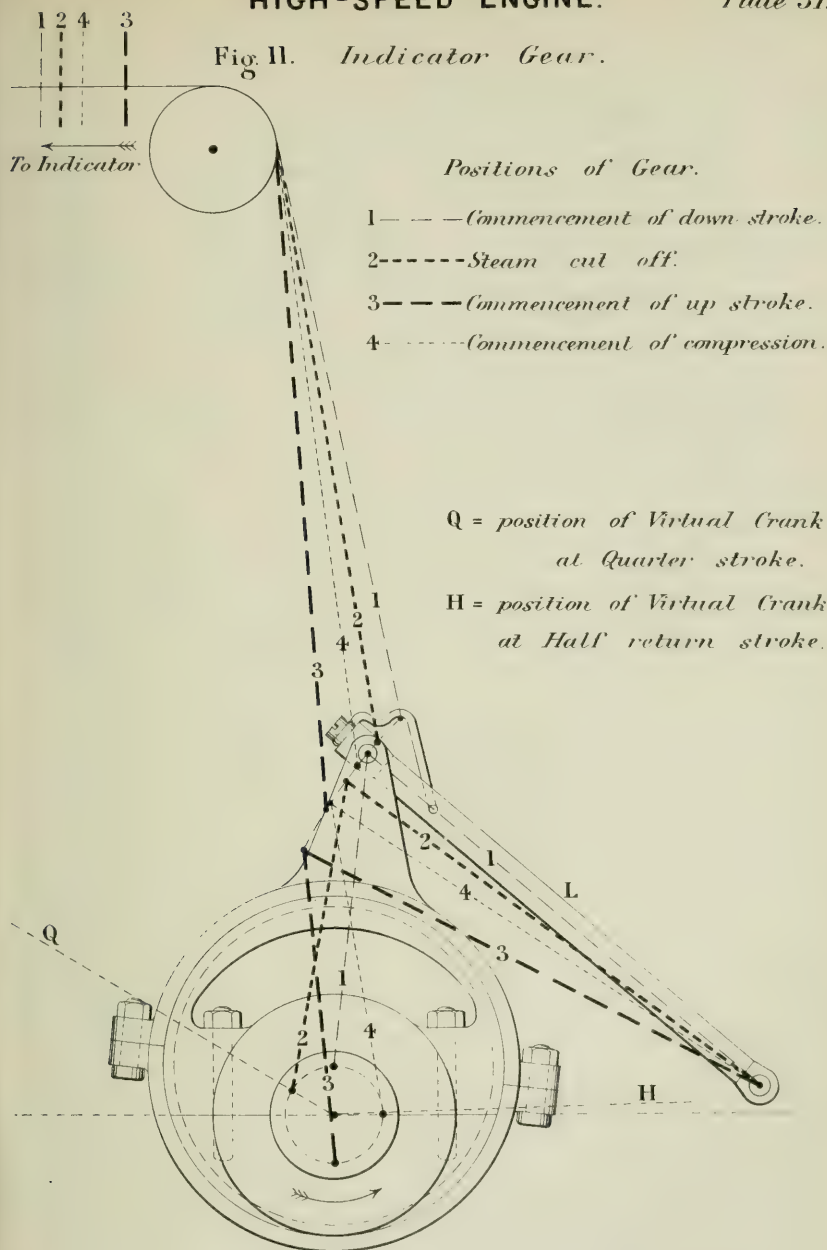 HIGH-SPEED ENGINE.
Fig. 11. Indicator Gear.
1 2 4 3
To Indicator
Positions of Gear.
1 — — — Commencement of down stroke.
2 ------- Steam cut off.
3 — — — Commencement of up stroke.
4 - - - - - - Commencement of compression.
Q = position of Virtual Crank
at Quarter stroke.
H = position of Virtual Crank
at Half return stroke.
1
2
4
3
2
1
L
4
3
Q
1
2
4
3
H